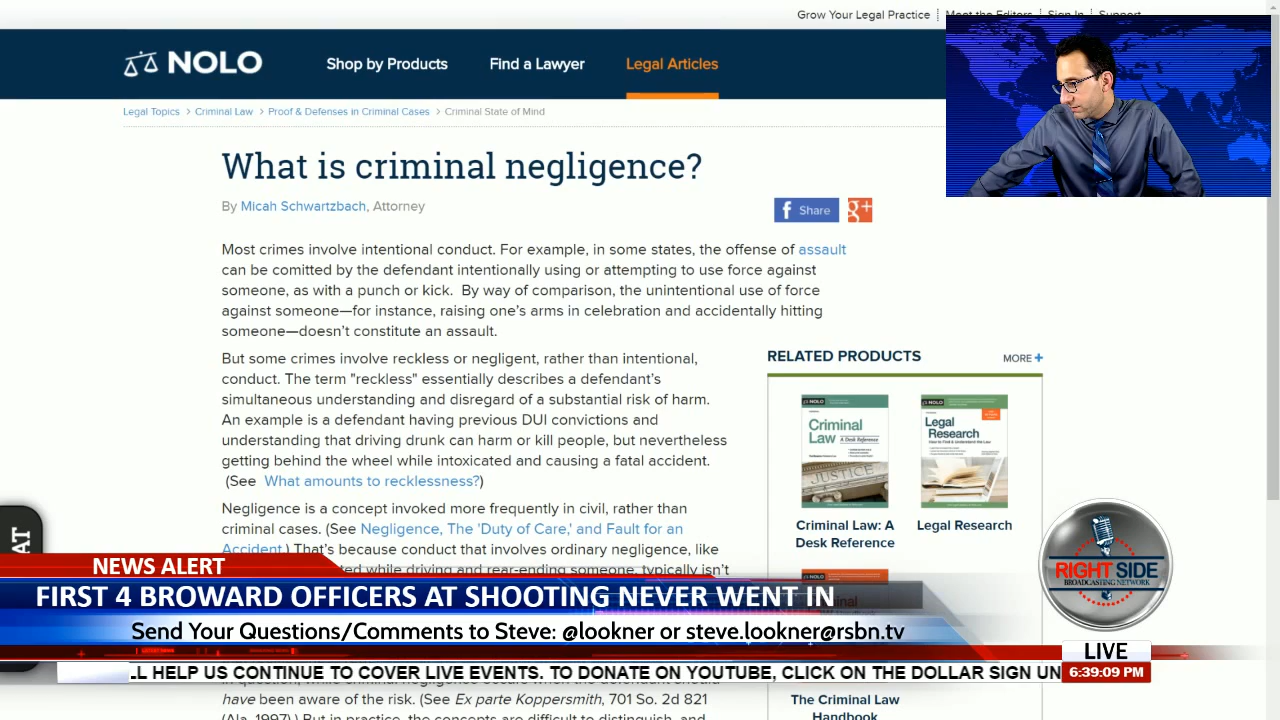 Grow Your Legal Practice
Meet the Editors
Sign In
Support
NOLO
Shop by Products
Find a Lawyer
Legal Articles
Legal Topics > Criminal Law > Proof & Defenses in Criminal Cases > Criminal State of Mind
What is criminal negligence?
By Micah Schwartzbach, Attorney
Share
g+
Most crimes involve intentional conduct. For example, in some states, the offense of assault
can be comitted by the defendant intentionally using or attempting to use force against
someone, as with a punch or kick. By way of comparison, the unintentional use of force
against someone—for instance, raising one's arms in celebration and accidentally hitting
someone—doesn't constitute an assault.
But some crimes involve reckless or negligent, rather than intentional,
conduct. The term "reckless" essentially describes a defendant's
simultaneous understanding and disregard of a substantial risk of harm.
An example is a defendant having previous DUI convictions and
understanding that driving drunk can harm or kill people, but nevertheless
getting behind the wheel while intoxicated and causing a fatal accident.
(See What amounts to recklessness?)
Negligence is a concept invoked more frequently in civil, rather than
criminal cases. (See Negligence, The 'Duty of Care,' and Fault for an
Accident.) That's because conduct that involves ordinary negligence, like
while driving and rear-ending someone, typically isn't
RELATED PRODUCTS
MORE +
NOLO
Criminal
Law
A Desk Reference
JUSTICE
NOLO
Legal
Research
Criminal Law: A
Desk Reference
Legal Research
NOLO
AT
NEWS ALERT
FIRST 4 BROWARD OFFICERS AT SHOOTING NEVER WENT IN
Send Your Questions/Comments to Steve: @lookner or steve.lookner@rsbn.tv
RIGHT SIDE
BROADCASTING NETWORK
LIVE
6:39:09 PM
LL HELP US CONTINUE TO COVER LIVE EVENTS. TO DONATE ON YOUTUBE, CLICK ON THE DOLLAR SIGN UN
have been aware of the risk. (See Ex parte Koppersmith, 701 So. 2d 821
(Ala. 1997).) But in practice, the concepts are difficult to distinguish, and
The Criminal Law
Handbook